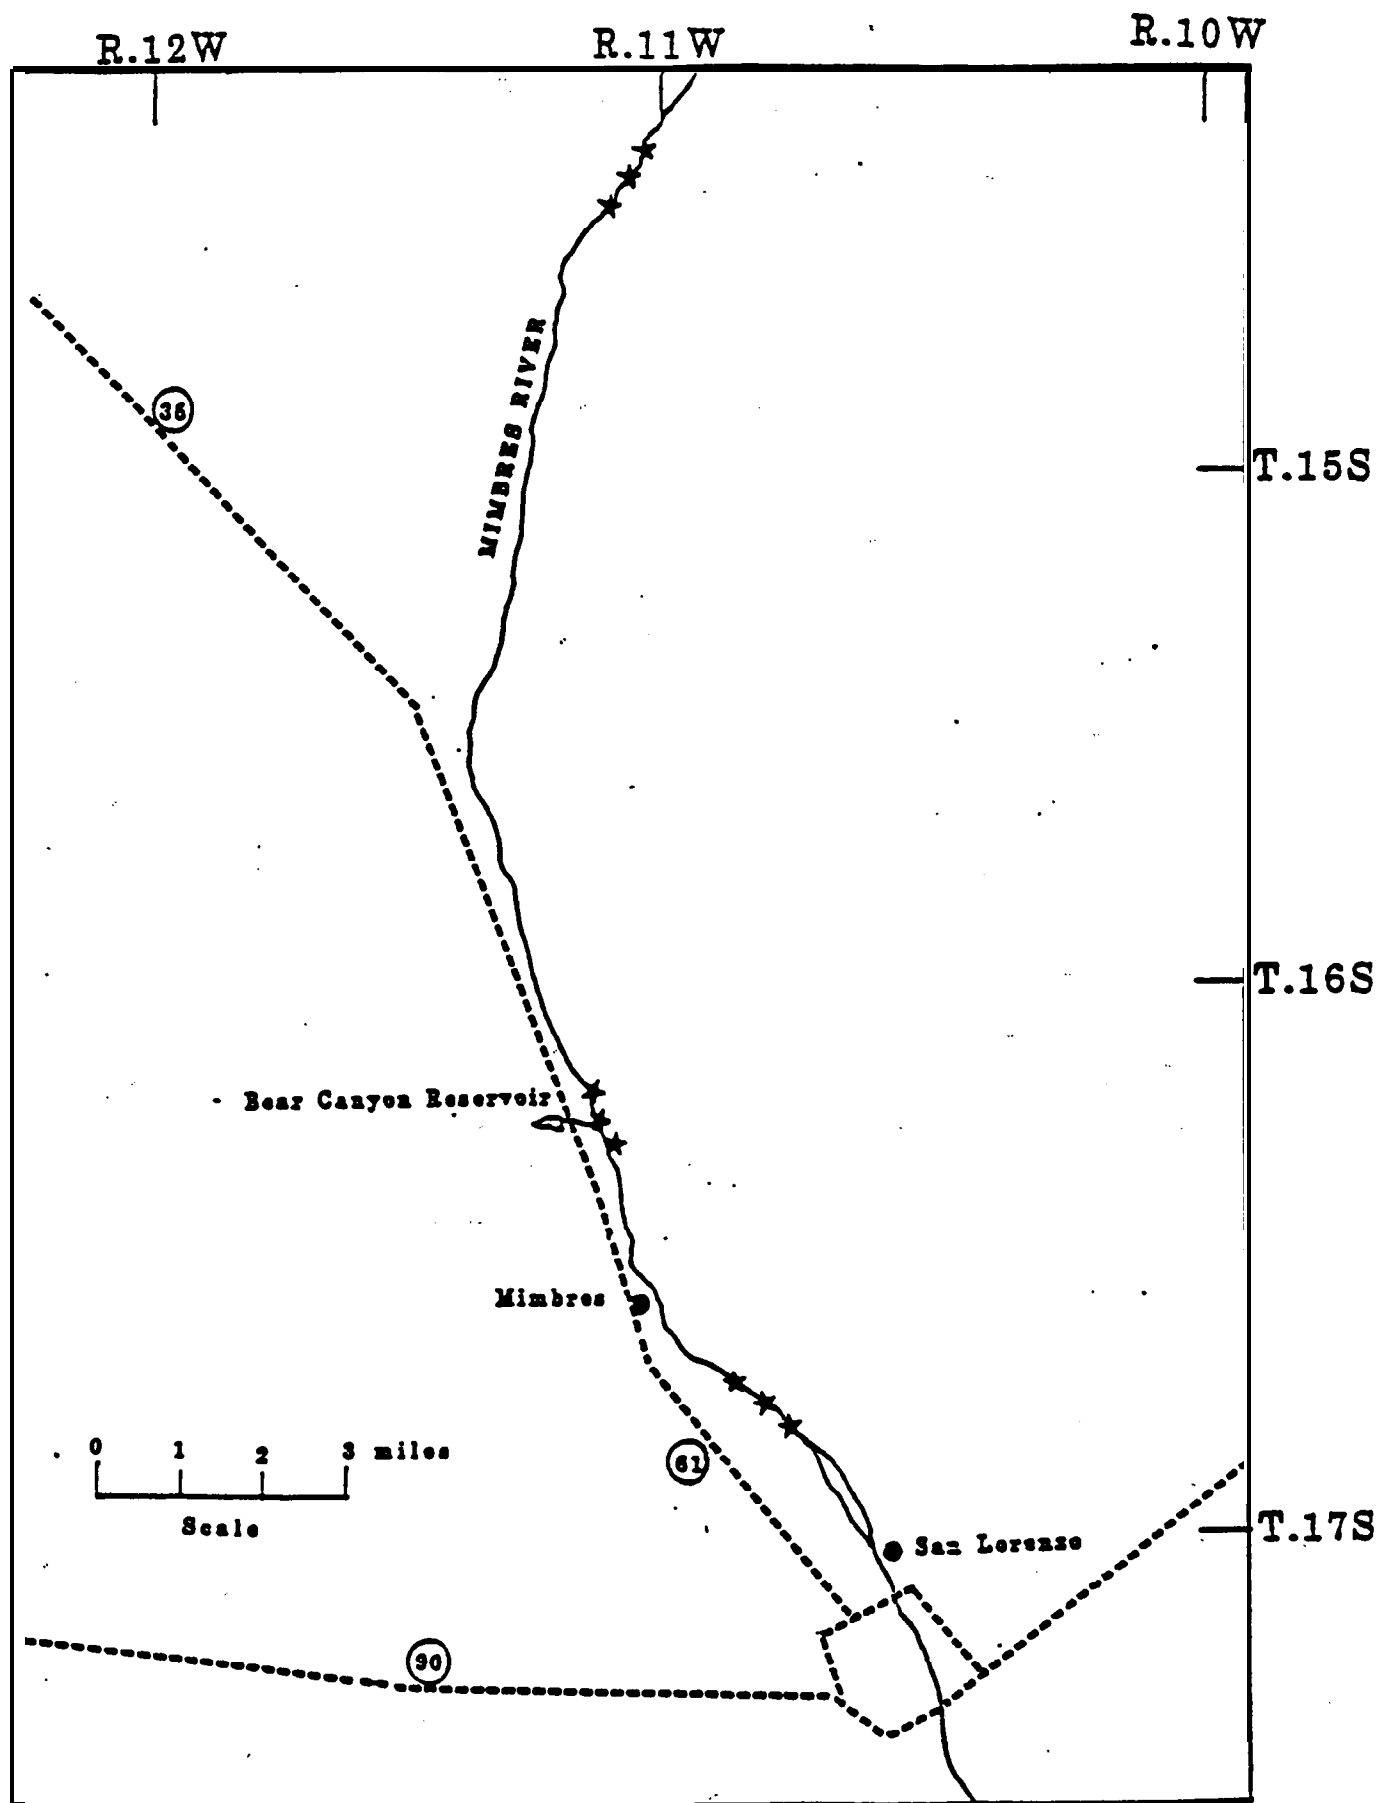 R.12W
R.11W
R.10W
MIMBRES RIVER
35
T.15S
T.16S
Bear Canyon Reservoir
Mimbres
0 1 2 3 miles
Scale
61
T.17S
San Lorenzo
90